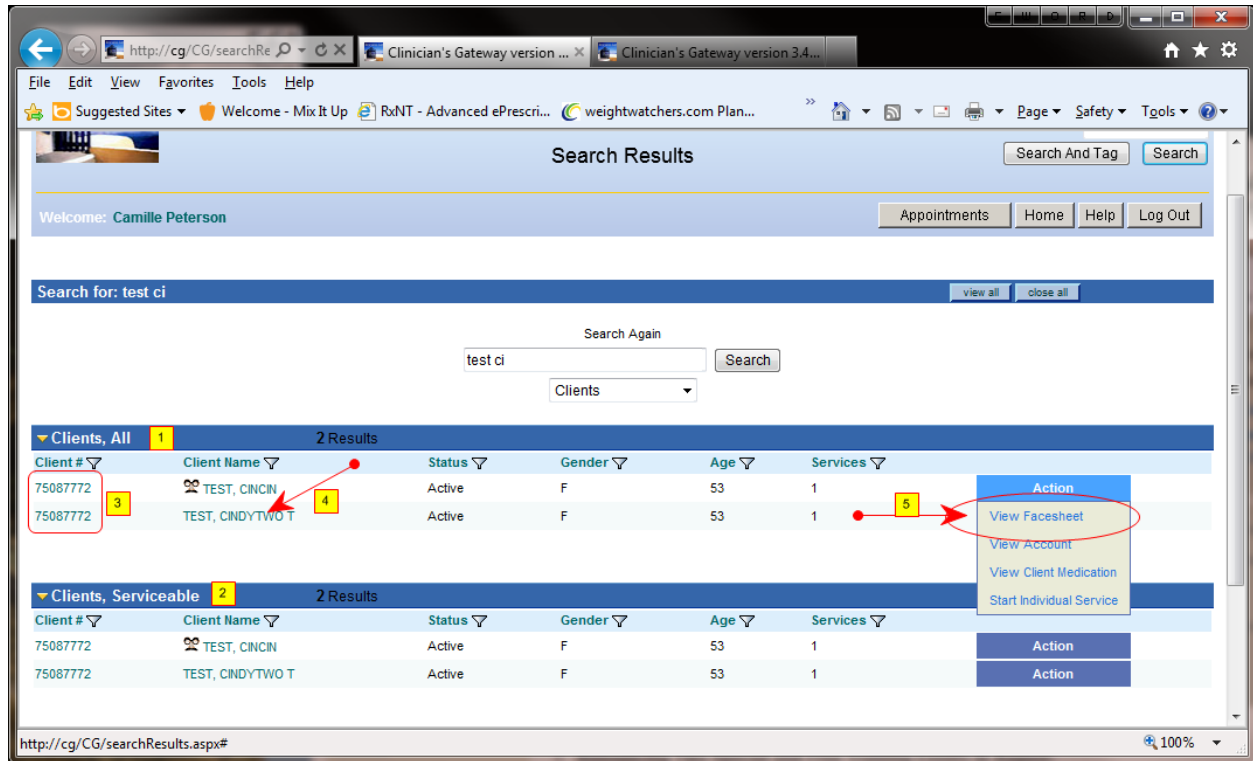 F W O R D
http://cg/CG/searchRe
Clinician's Gateway version ...
Clinician's Gateway version 3.4...
File Edit View Favorites Tools Help
Suggested Sites Welcome - Mix It Up RxNT - Advanced ePrescri... weightwatchers.com Plan... » Page Safety Tools
Search Results
Search And Tag Search
Welcome: Camille Peterson
Appointments Home Help Log Out
Search for: test ci
view all close all
Search Again
test ci Search
Clients
Clients, All 1 2 Results
Client # Client Name Status Gender Age Services
75087772 TEST, CINCIN Active F 53 1 Action
3 4 5
75087772 TEST, CINDYTWO T Active F 53 1 View Facesheet
View Account
View Client Medication
Clients, Serviceable 2 2 Results
Start Individual Service
Client # Client Name Status Gender Age Services
75087772 TEST, CINCIN Active F 53 1 Action
75087772 TEST, CINDYTWO T Active F 53 1 Action
http://cg/CG/searchResults.aspx# 100%